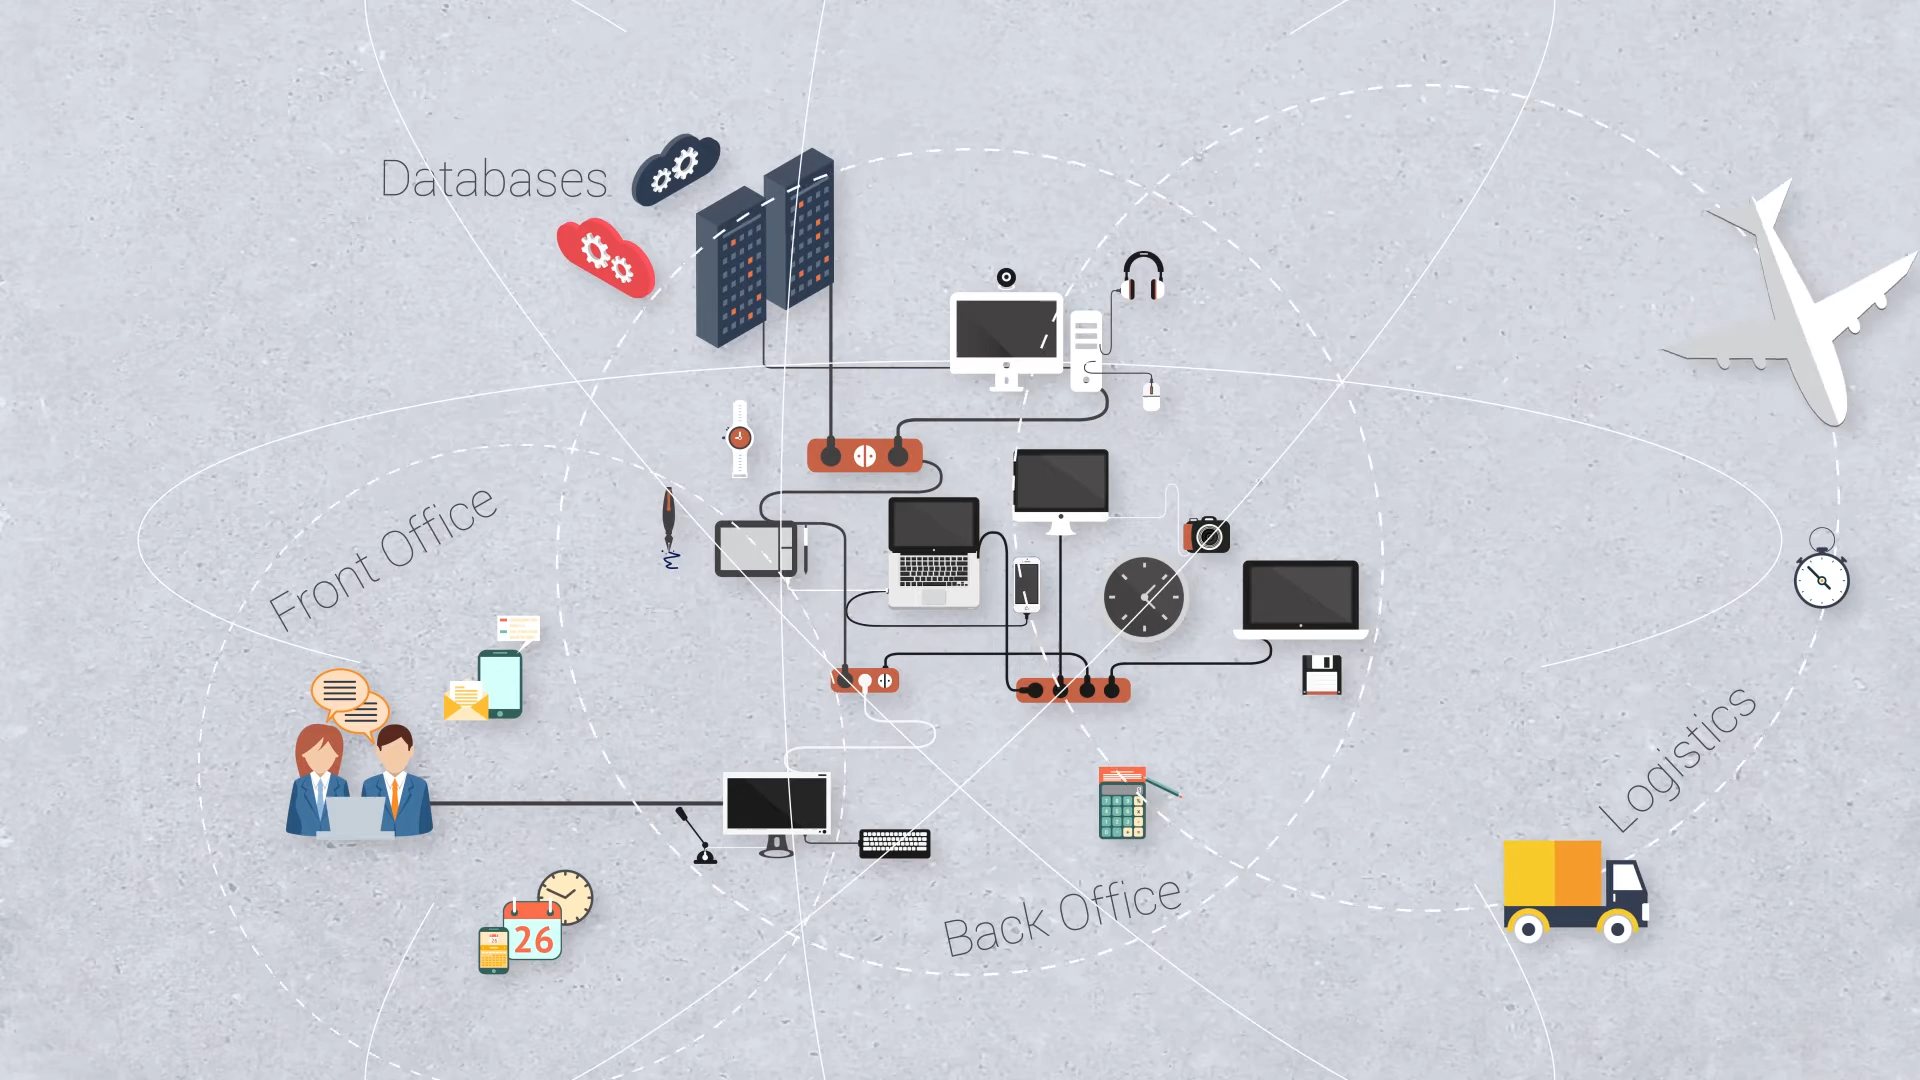 Databases
Front Office
Logistics
Back Office
26